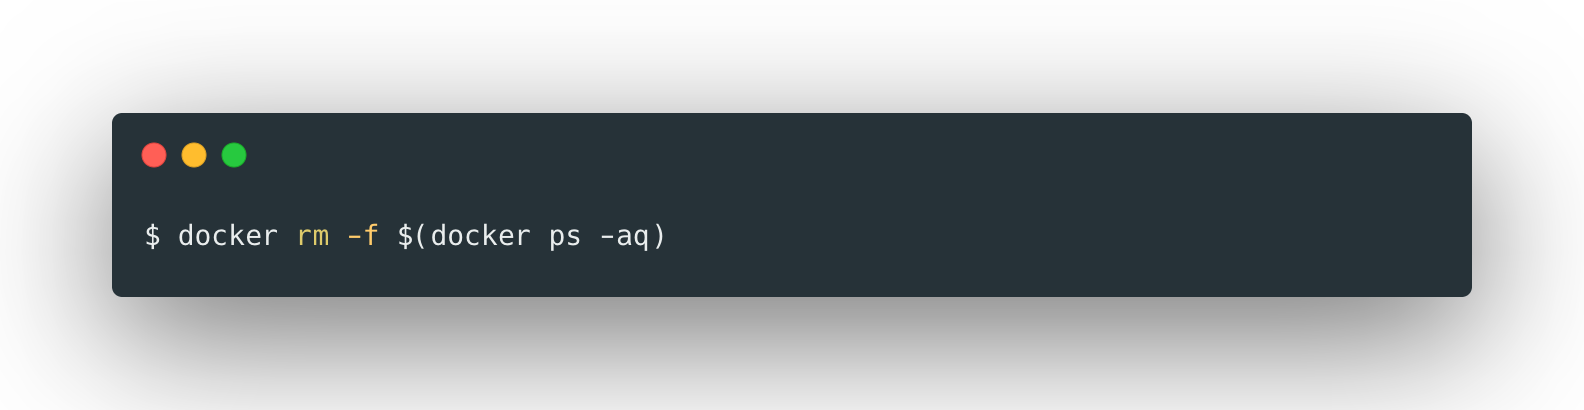 $ docker rm -f $(docker ps -aq)